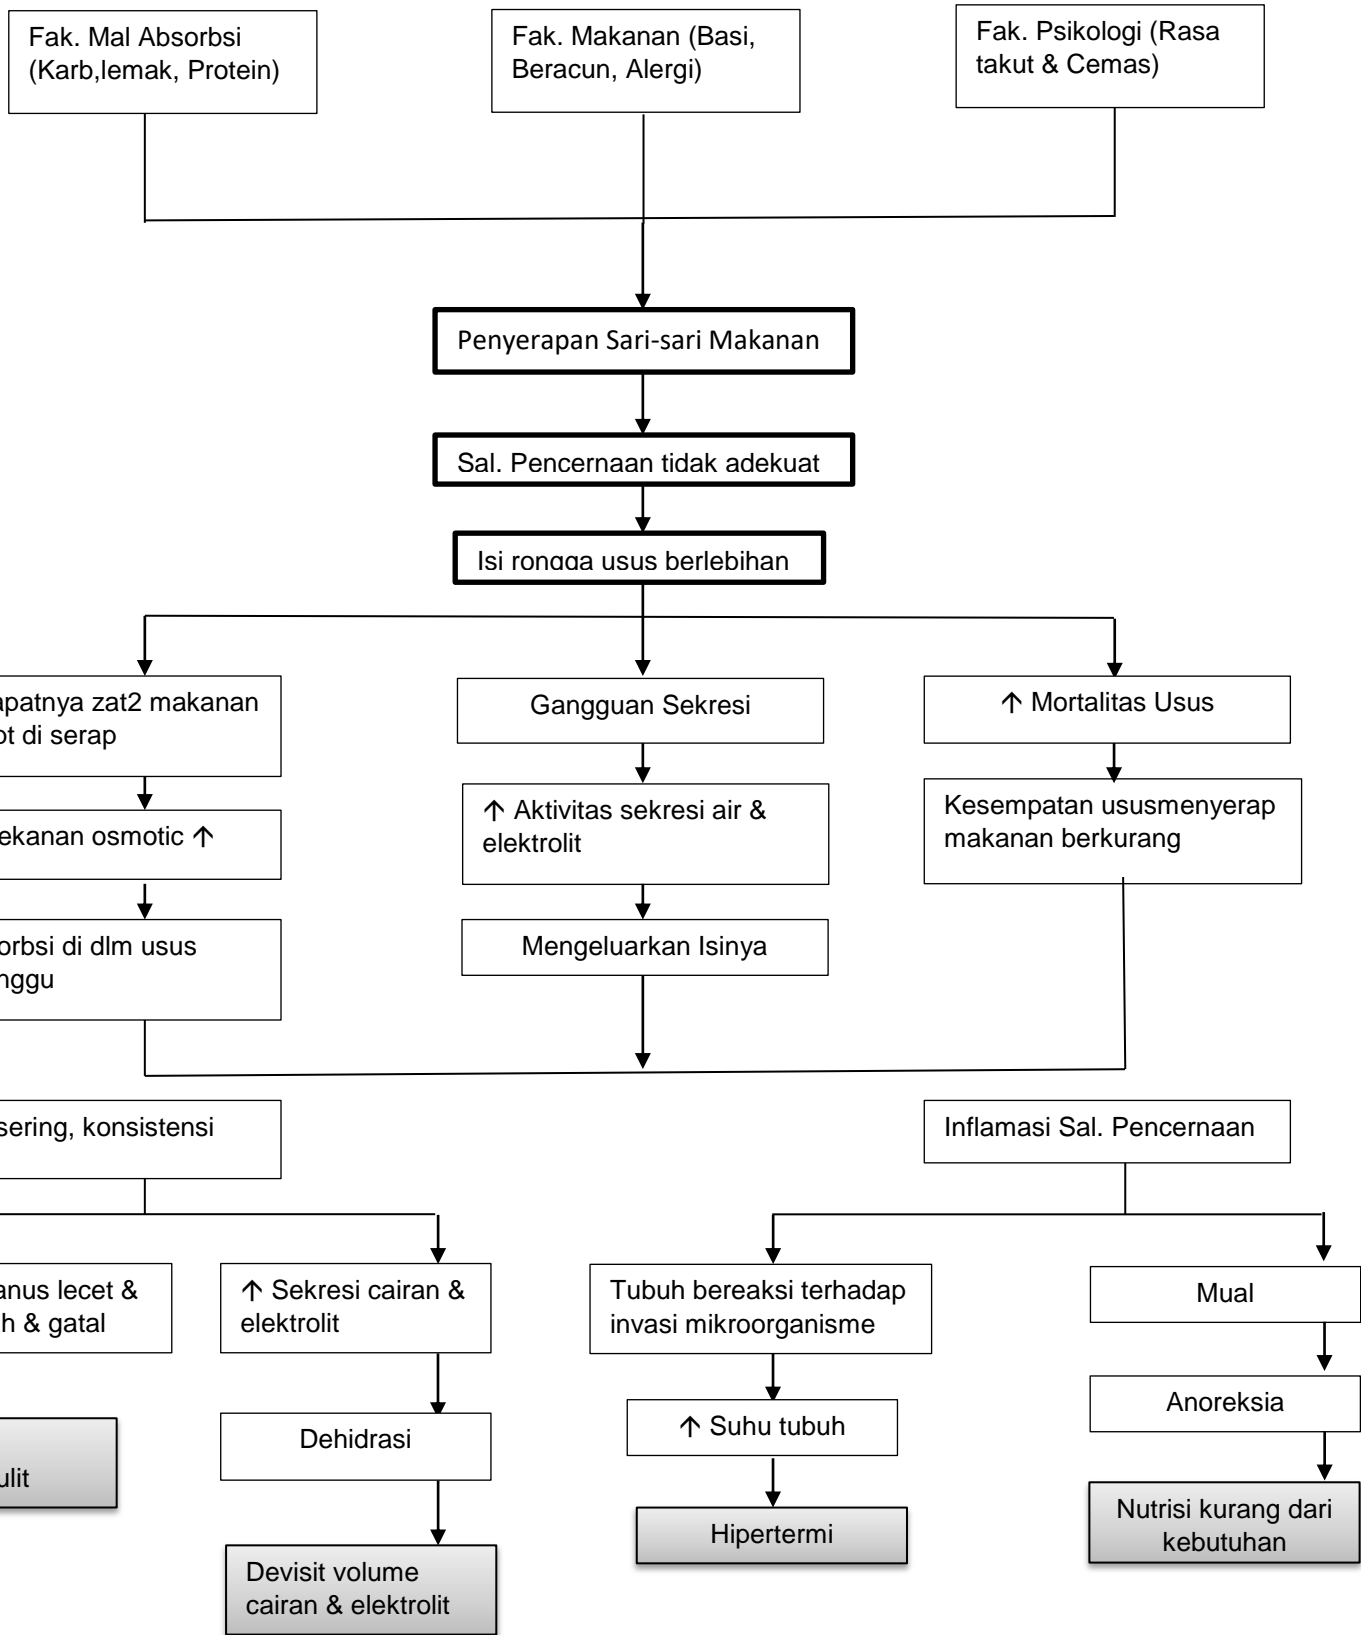 Fak. Mal Absorbsi
(Karb,lemak, Protein)
Fak. Makanan (Basi,
Beracun, Alergi)
Fak. Psikologi (Rasa
takut & Cemas)
Penyerapan Sari-sari Makanan
Sal. Pencernaan tidak adekuat
Isi rongga usus berlebihan
apatnya zat2 makanan
ot di serap
Gangguan Sekresi
↑ Mortalitas Usus
ekanan osmotic ↑
↑ Aktivitas sekresi air &
elektrolit
Kesempatan ususmenyerap
makanan berkurang
orbsi di dlm usus
nggu
Mengeluarkan Isinya
sering, konsistensi
Inflamasi Sal. Pencernaan
anus lecet &
h & gatal
↑ Sekresi cairan &
elektrolit
Tubuh bereaksi terhadap
invasi mikroorganisme
Mual
Dehidrasi
↑ Suhu tubuh
Anoreksia
ulit
Devisit volume
cairan & elektrolit
Hipertermi
Nutrisi kurang dari
kebutuhan